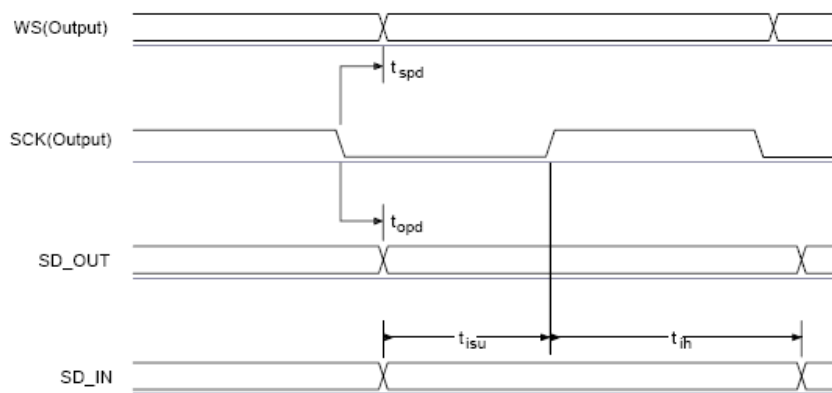 WS(Output)
tspd
SCK(Output)
topd
SD_OUT
tisu
tih
SD_IN